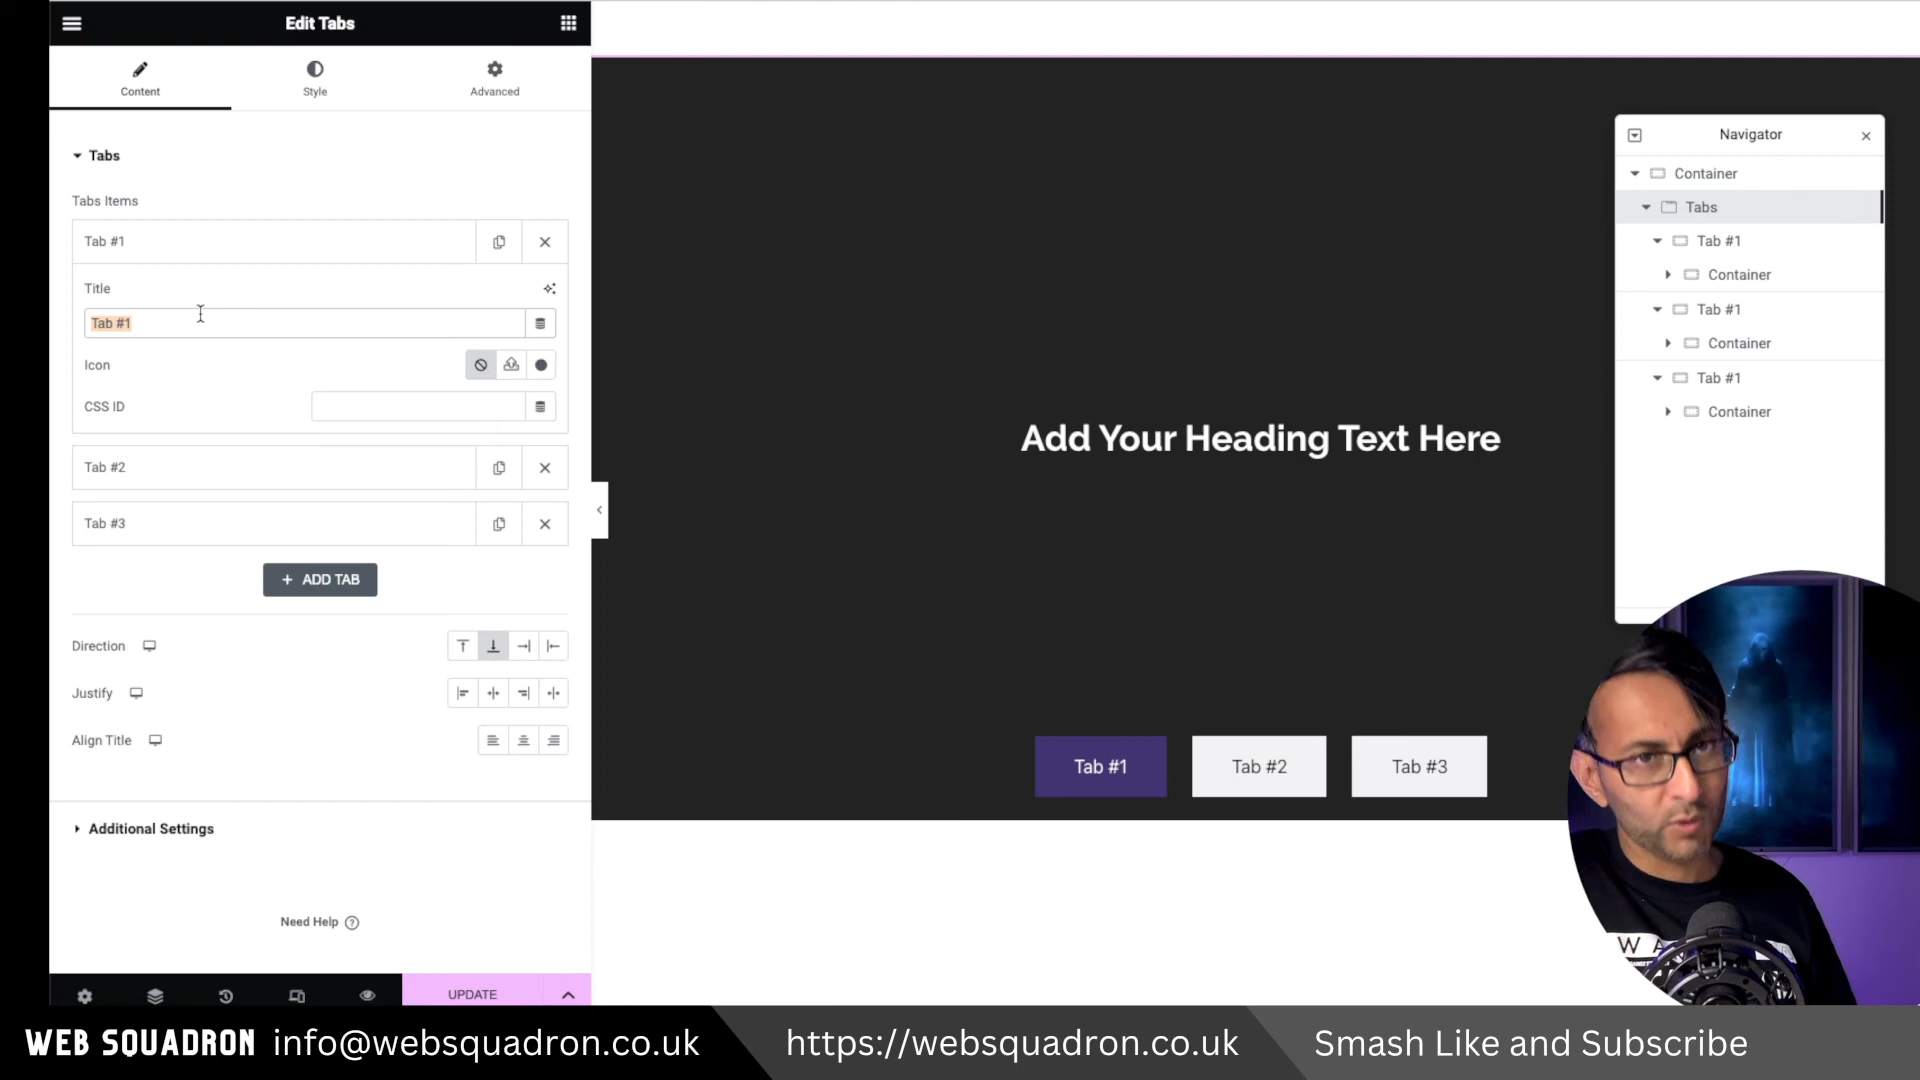 Edit Tabs
Content
Style
Advanced
Tabs
Tabs Items
Tab #1
Title
Tab #1
Icon
CSS ID
Tab #2
Tab #3
+ ADD TAB
Direction
Justify
Align Title
Additional Settings
Need Help ?
UPDATE
Add Your Heading Text Here
Tab #1
Tab #2
Tab #3
Navigator
Container
Tabs
Tab #1
Container
Tab #1
Container
Tab #1
Container
WEB SQUADRON info@websquadron.co.uk
https://websquadron.co.uk
Smash Like and Subscribe